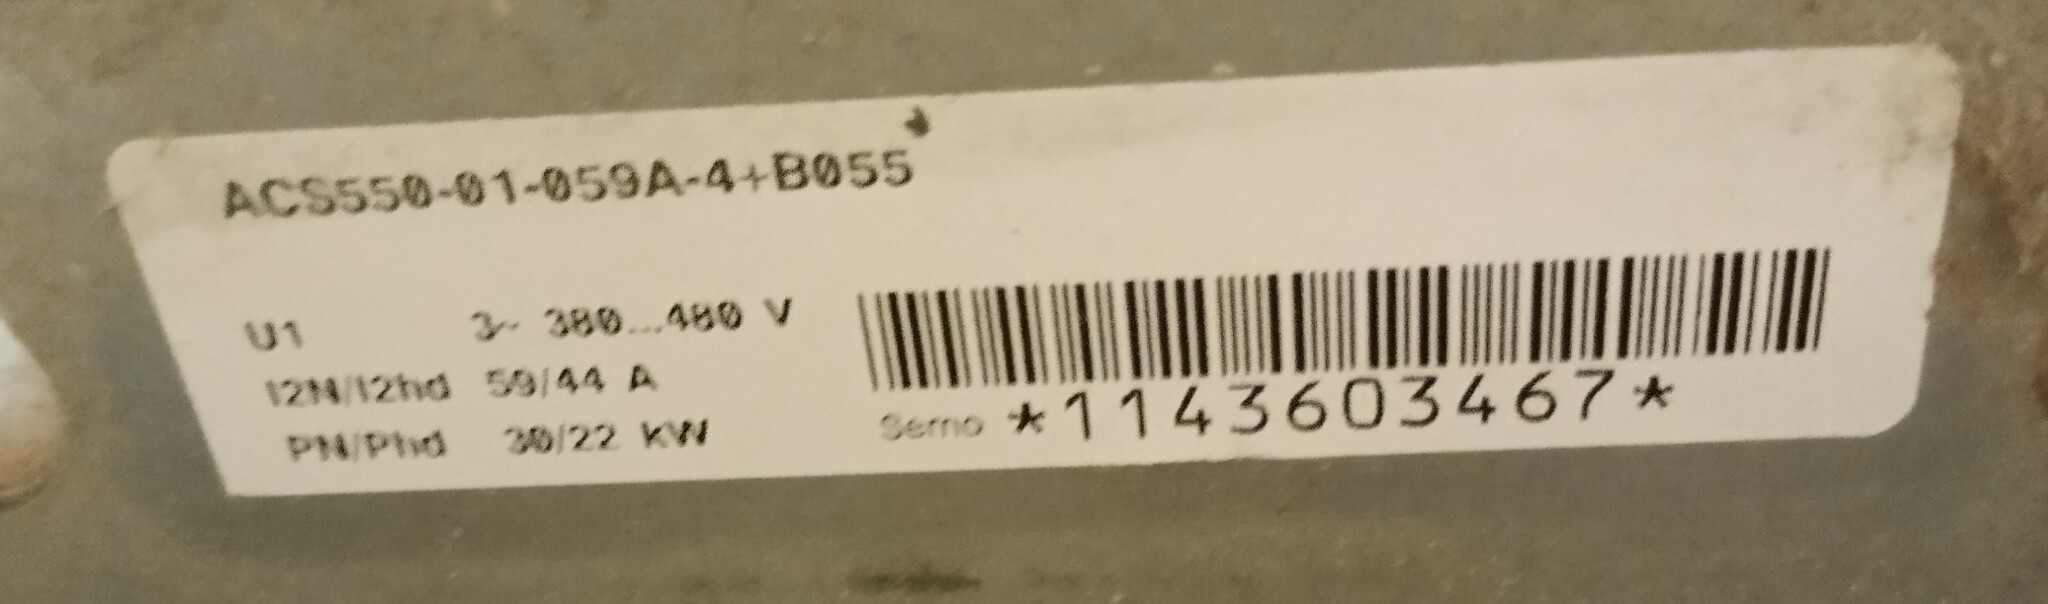 ACS550-01-059A-4+B055
U1 3~ 380...480 V
I2N/I2hd 59/44 A
PN/Phd 30/22 kW
Serno *1143603467*